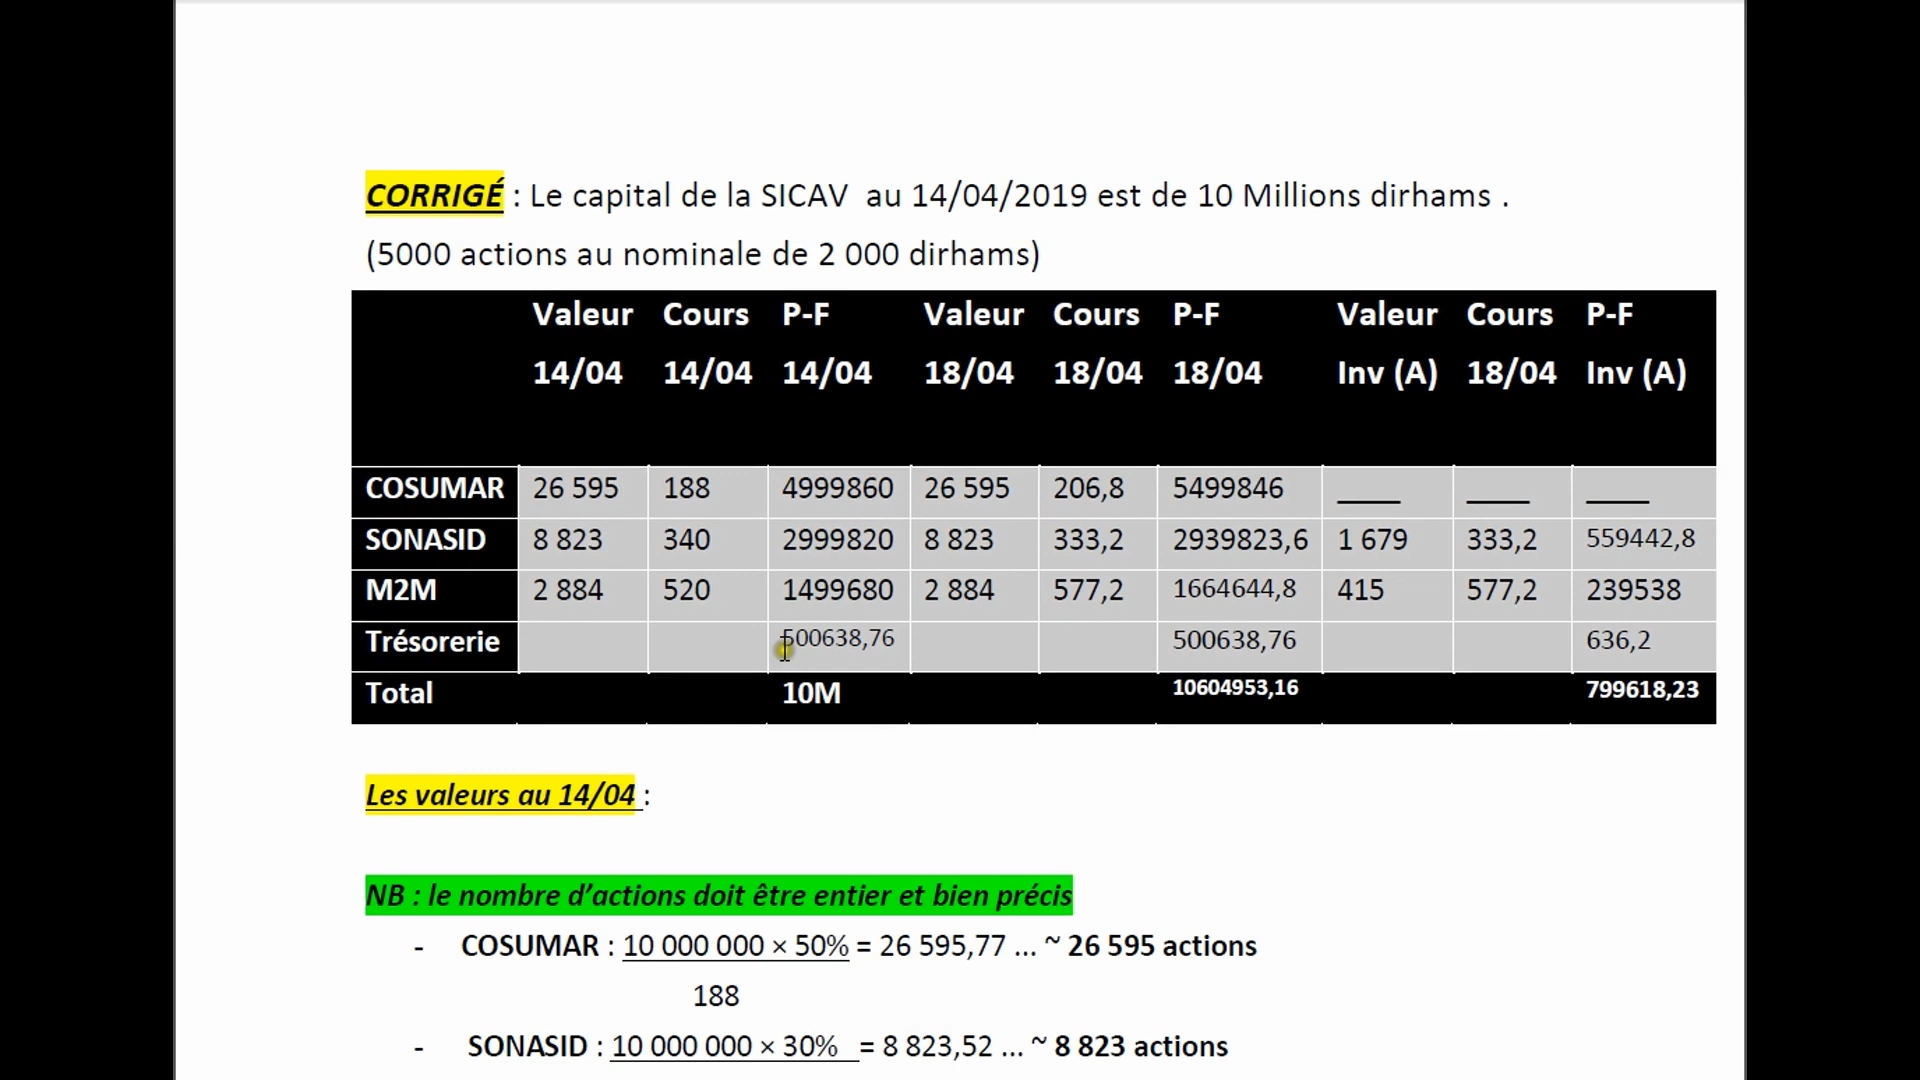 CORRIGÉ : Le capital de la SICAV au 14/04/2019 est de 10 Millions dirhams .
(5000 actions au nominale de 2 000 dirhams)
Valeur 14/04 Cours 14/04 P-F 14/04 Valeur 18/04 Cours 18/04 P-F 18/04 Valeur Inv (A) Cours 18/04 P-F Inv (A)
COSUMAR 26 595 188 4999860 26 595 206,8 5499846 ____ ____ ____
SONASID 8 823 340 2999820 8 823 333,2 2939823,6 1 679 333,2 559442,8
M2M 2 884 520 1499680 2 884 577,2 1664644,8 415 577,2 239538
Trésorerie 500638,76 500638,76 636,2
Total 10M 10604953,16 799618,23
Les valeurs au 14/04 :
NB : le nombre d’actions doit être entier et bien précis
- COSUMAR : 10 000 000 × 50% = 26 595,77 ... ~ 26 595 actions
188
- SONASID : 10 000 000 × 30% = 8 823,52 ... ~ 8 823 actions